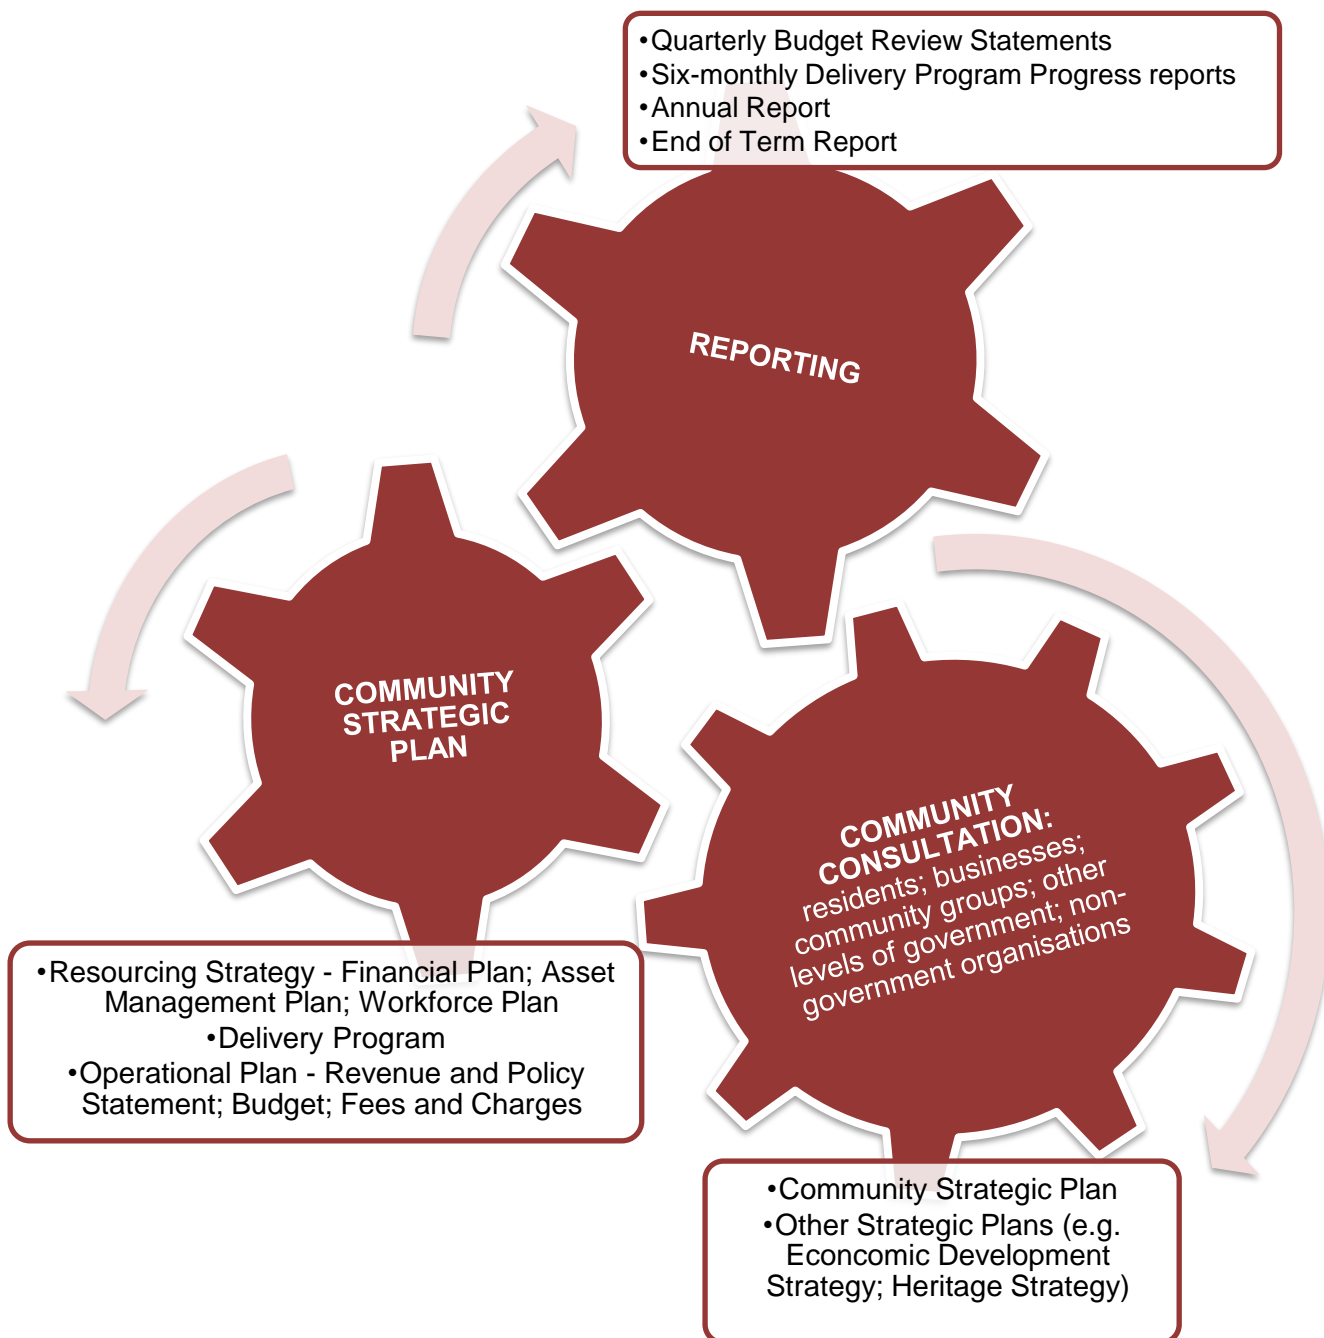 •Quarterly Budget Review Statements
•Six-monthly Delivery Program Progress reports
•Annual Report
•End of Term Report
REPORTING
COMMUNITY
STRATEGIC
PLAN
COMMUNITY
CONSULTATION:
residents; businesses;
community groups; other
levels of government; non-
government organisations
•Resourcing Strategy - Financial Plan; Asset
Management Plan; Workforce Plan
•Delivery Program
•Operational Plan - Revenue and Policy
Statement; Budget; Fees and Charges
•Community Strategic Plan
•Other Strategic Plans (e.g.
Econcomic Development
Strategy; Heritage Strategy)